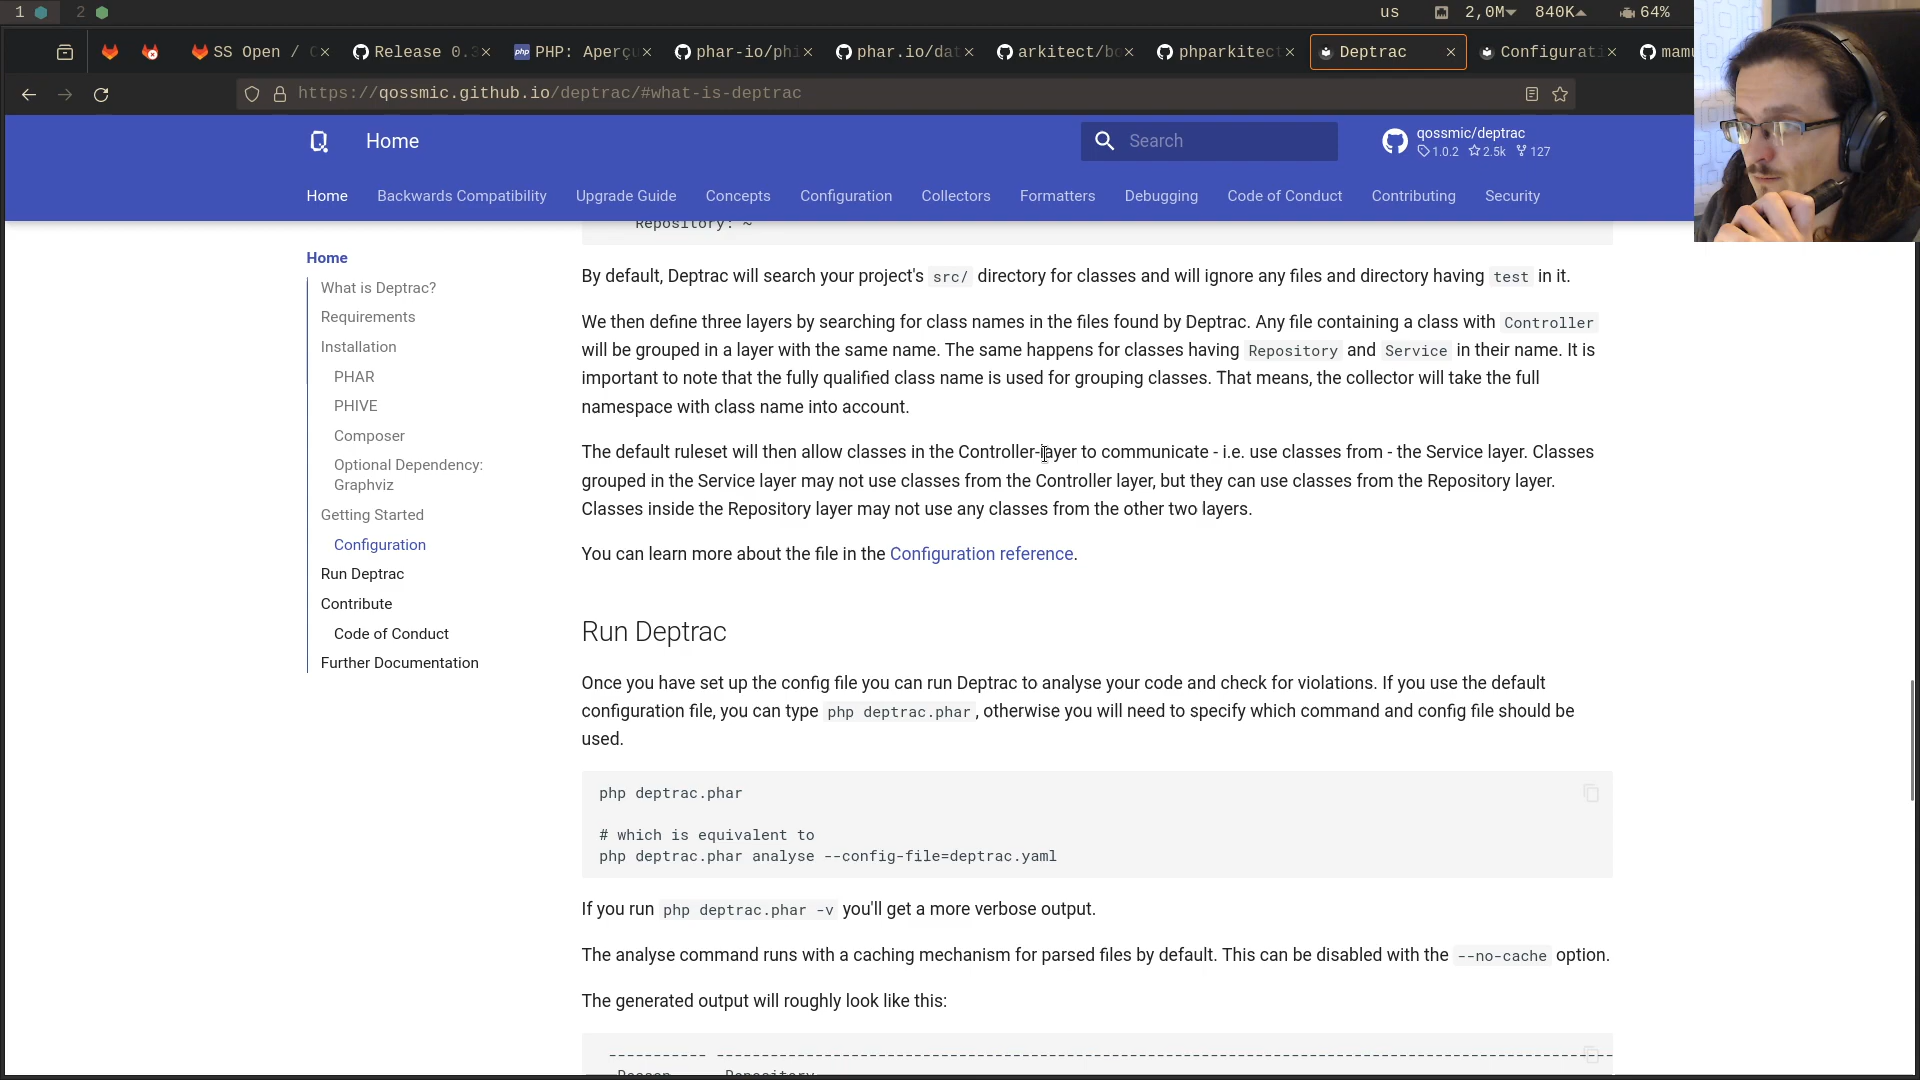 1 2 us 2,0M 840K 64%
SS Open / C Release 0.3 PHP: Aperçu phar-io/phi phar.io/dat arkitect/bo phparkitect Deptrac Configurati mamu
https://qossmic.github.io/deptrac/#what-is-deptrac
Home Search qossmic/deptrac
1.0.2 2.5k 127
Home Backwards Compatibility Upgrade Guide Concepts Configuration Collectors Formatters Debugging Code of Conduct Contributing Security
Home
What is Deptrac?
Requirements
Installation
PHAR
PHIVE
Composer
Optional Dependency:
Graphviz
Getting Started
Configuration
Run Deptrac
Contribute
Code of Conduct
Further Documentation
Repository: ~
By default, Deptrac will search your project's src/ directory for classes and will ignore any files and directory having test in it.
We then define three layers by searching for class names in the files found by Deptrac. Any file containing a class with Controller
will be grouped in a layer with the same name. The same happens for classes having Repository and Service in their name. It is
important to note that the fully qualified class name is used for grouping classes. That means, the collector will take the full
namespace with class name into account.
The default ruleset will then allow classes in the Controller-layer to communicate - i.e. use classes from - the Service layer. Classes
grouped in the Service layer may not use classes from the Controller layer, but they can use classes from the Repository layer.
Classes inside the Repository layer may not use any classes from the other two layers.
You can learn more about the file in the Configuration reference.
Run Deptrac
Once you have set up the config file you can run Deptrac to analyse your code and check for violations. If you use the default
configuration file, you can type php deptrac.phar, otherwise you will need to specify which command and config file should be
used.
php deptrac.phar
# which is equivalent to
php deptrac.phar analyse --config-file=deptrac.yaml
If you run php deptrac.phar -v you'll get a more verbose output.
The analyse command runs with a caching mechanism for parsed files by default. This can be disabled with the --no-cache option.
The generated output will roughly look like this:
Reason Repository